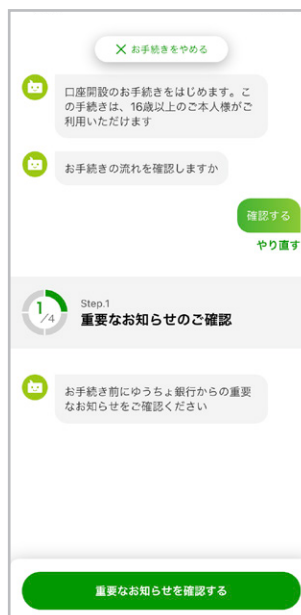 × お手続きをやめる
口座開設のお手続きをはじめます。こ
の手続きは、16歳以上のご本人様がご
利用いただけます
お手続きの流れを確認しますか
確認する
やり直す
1/4
Step.1
重要なお知らせのご確認
お手続き前にゆうちょ銀行からの重要
なお知らせをご確認ください
重要なお知らせを確認する